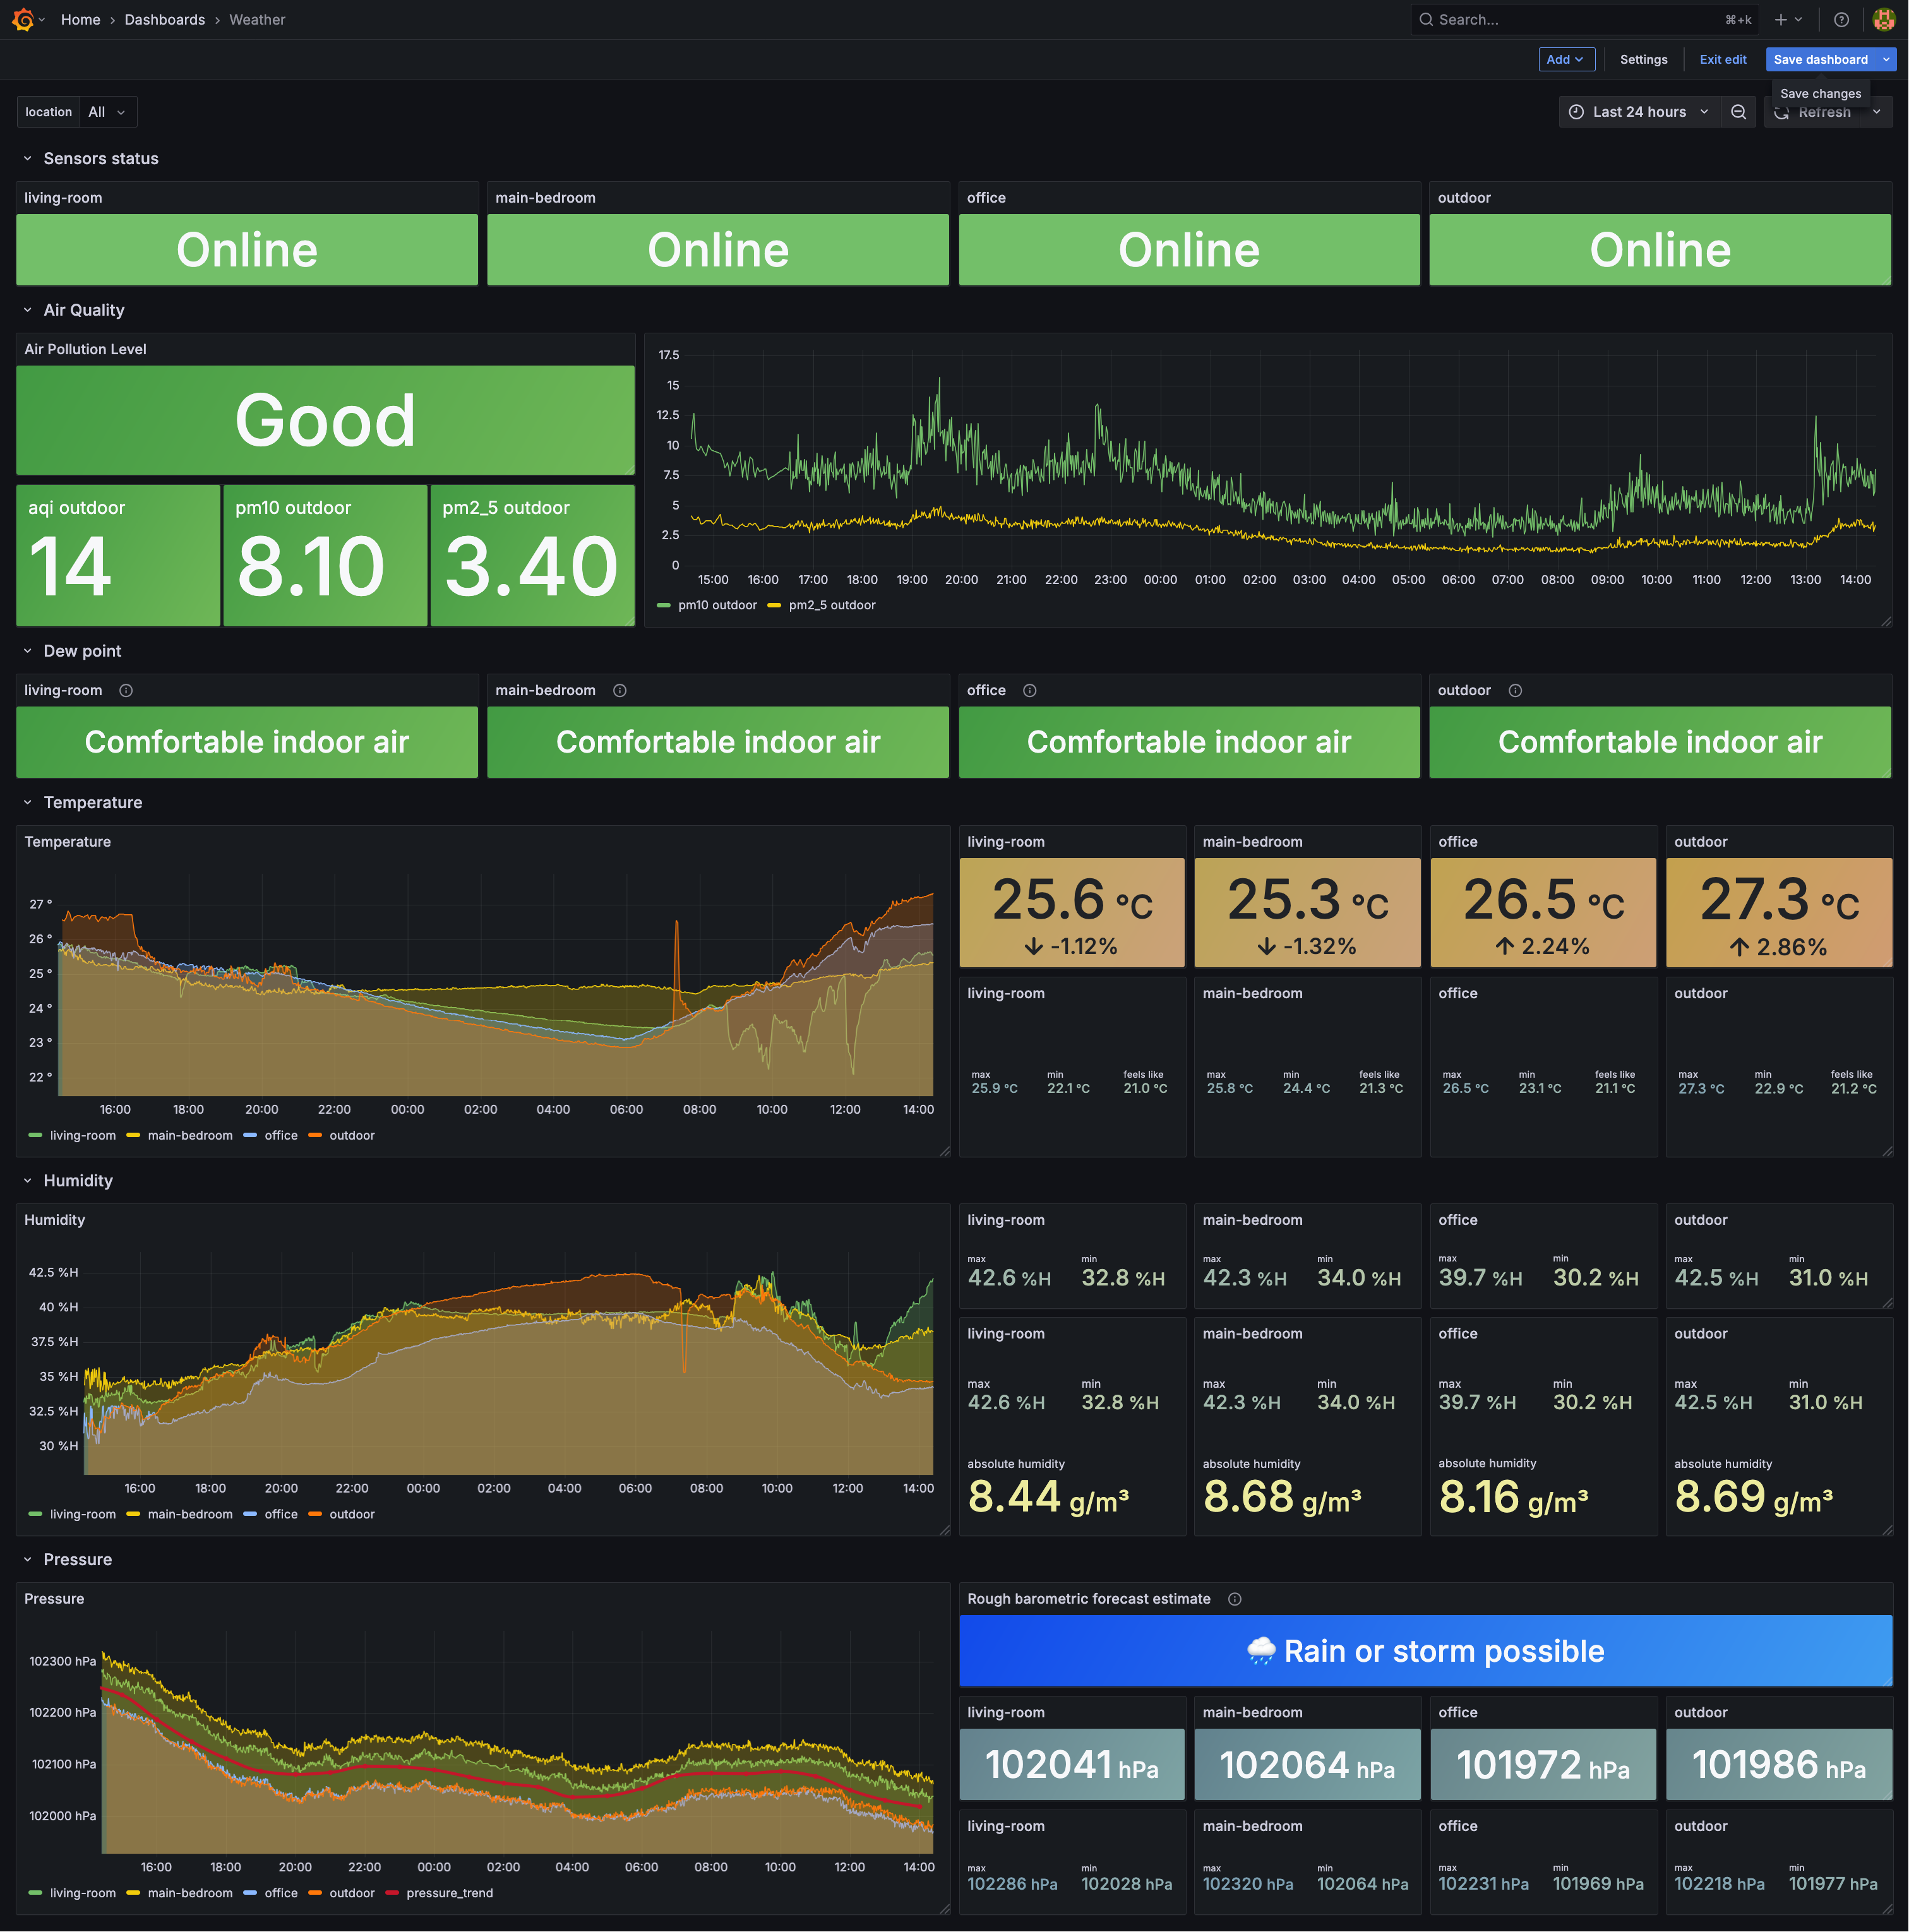 Home › Dashboards › Weather
Search... ⌘+k
Add Settings Exit edit Save dashboard
Save changes
location All Last 24 hours Refresh
Sensors status
living-room main-bedroom office outdoor
Online Online Online Online
Air Quality
Air Pollution Level
Good
aqi outdoor pm10 outdoor pm2_5 outdoor
14 8.10 3.40
17.5
15
12.5
10
7.5
5
2.5
0
15:00 16:00 17:00 18:00 19:00 20:00 21:00 22:00 23:00 00:00 01:00 02:00 03:00 04:00 05:00 06:00 07:00 08:00 09:00 10:00 11:00 12:00 13:00 14:00
pm10 outdoor pm2_5 outdoor
Dew point
living-room main-bedroom office outdoor
Comfortable indoor air Comfortable indoor air Comfortable indoor air Comfortable indoor air
Temperature
Temperature
27 °
26 °
25 °
24 °
23 °
22 °
16:00 18:00 20:00 22:00 00:00 02:00 04:00 06:00 08:00 10:00 12:00 14:00
living-room main-bedroom office outdoor
living-room main-bedroom office outdoor
25.6 °C 25.3 °C 26.5 °C 27.3 °C
↓ -1.12% ↓ -1.32% ↑ 2.24% ↑ 2.86%
living-room main-bedroom office outdoor
max min feels like max min feels like max min feels like max min feels like
25.9 °C 22.1 °C 21.0 °C 25.8 °C 24.4 °C 21.3 °C 26.5 °C 23.1 °C 21.1 °C 27.3 °C 22.9 °C 21.2 °C
Humidity
Humidity
42.5 %H
40 %H
37.5 %H
35 %H
32.5 %H
30 %H
16:00 18:00 20:00 22:00 00:00 02:00 04:00 06:00 08:00 10:00 12:00 14:00
living-room main-bedroom office outdoor
living-room main-bedroom office outdoor
max min max min max min max min
42.6 %H 32.8 %H 42.3 %H 34.0 %H 39.7 %H 30.2 %H 42.5 %H 31.0 %H
living-room main-bedroom office outdoor
max min max min max min max min
42.6 %H 32.8 %H 42.3 %H 34.0 %H 39.7 %H 30.2 %H 42.5 %H 31.0 %H
absolute humidity absolute humidity absolute humidity absolute humidity
8.44 g/m³ 8.68 g/m³ 8.16 g/m³ 8.69 g/m³
Pressure
Pressure
102300 hPa
102200 hPa
102100 hPa
102000 hPa
16:00 18:00 20:00 22:00 00:00 02:00 04:00 06:00 08:00 10:00 12:00 14:00
living-room main-bedroom office outdoor pressure_trend
Rough barometric forecast estimate
🌧️ Rain or storm possible
living-room main-bedroom office outdoor
102041 hPa 102064 hPa 101972 hPa 101986 hPa
living-room main-bedroom office outdoor
max min max min max min max min
102286 hPa 102028 hPa 102320 hPa 102064 hPa 102231 hPa 101969 hPa 102218 hPa 101977 hPa